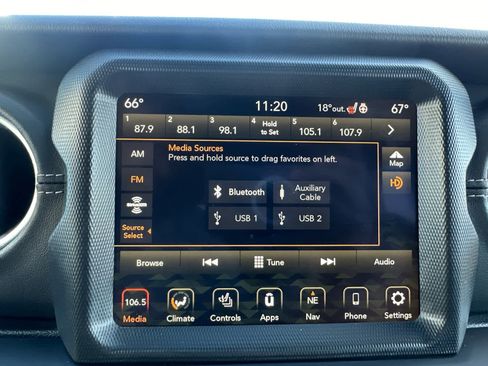 66° 11:20 18°out. 67°
1 2 3 4 5 6
87.9 88.1 98.1 Hold to Set 105.1 107.9
Media Sources
Press and hold source to drag favorites on left.
AM
FM
SiriusXM
Source
Select
Bluetooth
Auxiliary
Cable
USB 1
USB 2
Map
HD
Browse Tune Audio
106.5 NE
Media Climate Controls Apps Nav Phone Settings